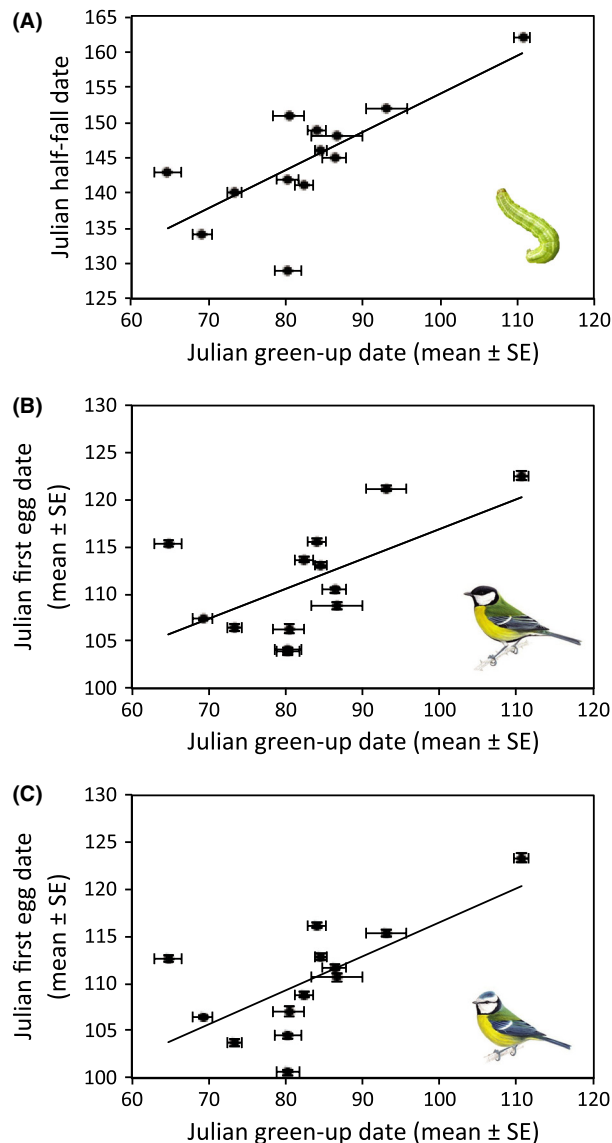 (A)
165
160
155
150
145
140
135
130
125
Julian half-fall date
60 70 80 90 100 110 120
Julian green-up date (mean ± SE)
(B)
130
125
120
115
110
105
100
Julian first egg date
(mean ± SE)
60 70 80 90 100 110 120
Julian green-up date (mean ± SE)
(C)
130
125
120
115
110
105
100
Julian first egg date
(mean ± SE)
60 70 80 90 100 110 120
Julian green-up date (mean ± SE)